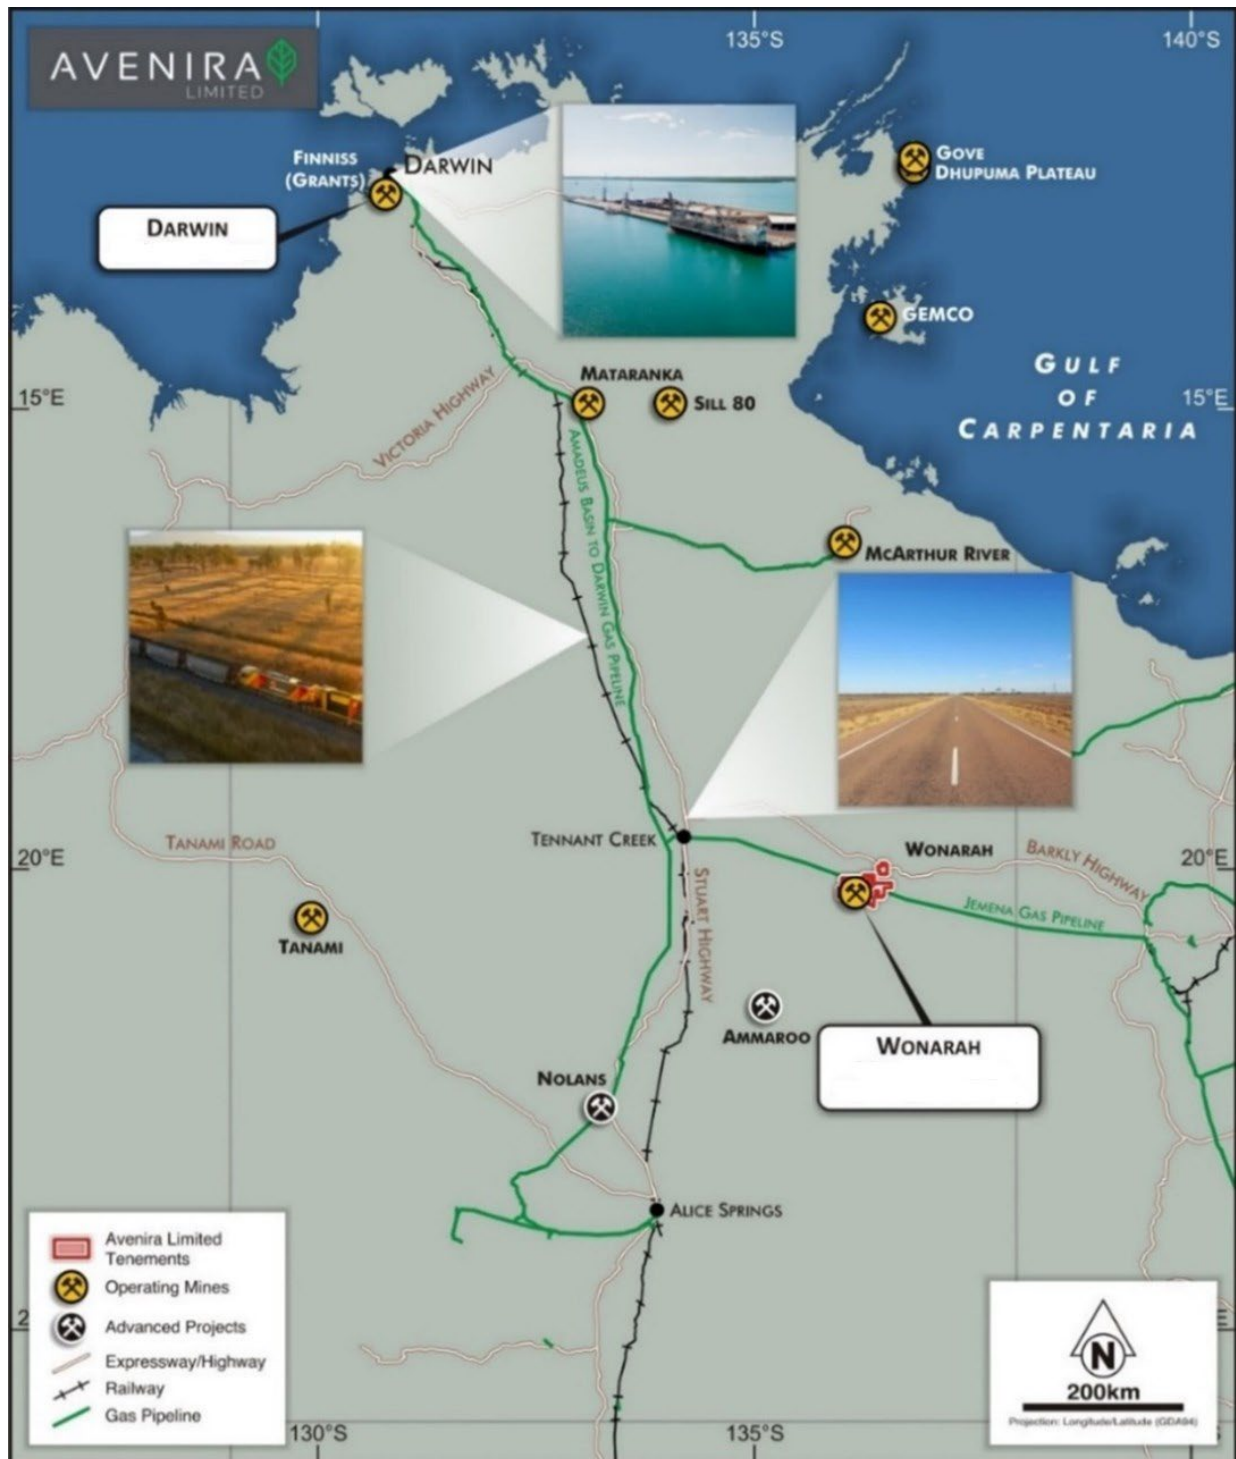 AVENIRA
LIMITED
135°S
140°S
FINNISS
(GRANTS)
DARWIN
DARWIN
GOVE
DHUPUMA PLATEAU
GEMCO
GULF
OF
CARPENTARIA
15°E
15°E
MATARANKA
SILL 80
VICTORIA HIGHWAY
AMADEUS BASIN TO DARWIN GAS PIPELINE
MCARTHUR RIVER
TENNANT CREEK
WONARAH
BARKLY HIGHWAY
20°E
20°E
TANAMI ROAD
STUART HIGHWAY
JEMENA GAS PIPELINE
TANAMI
AMMAROO
WONARAH
NOLANS
ALICE SPRINGS
Avenira Limited
Tenements
Operating Mines
Advanced Projects
Expressway/Highway
Railway
Gas Pipeline
N
200km
Projection: Longitude/Latitude (GDA94)
130°S
135°S